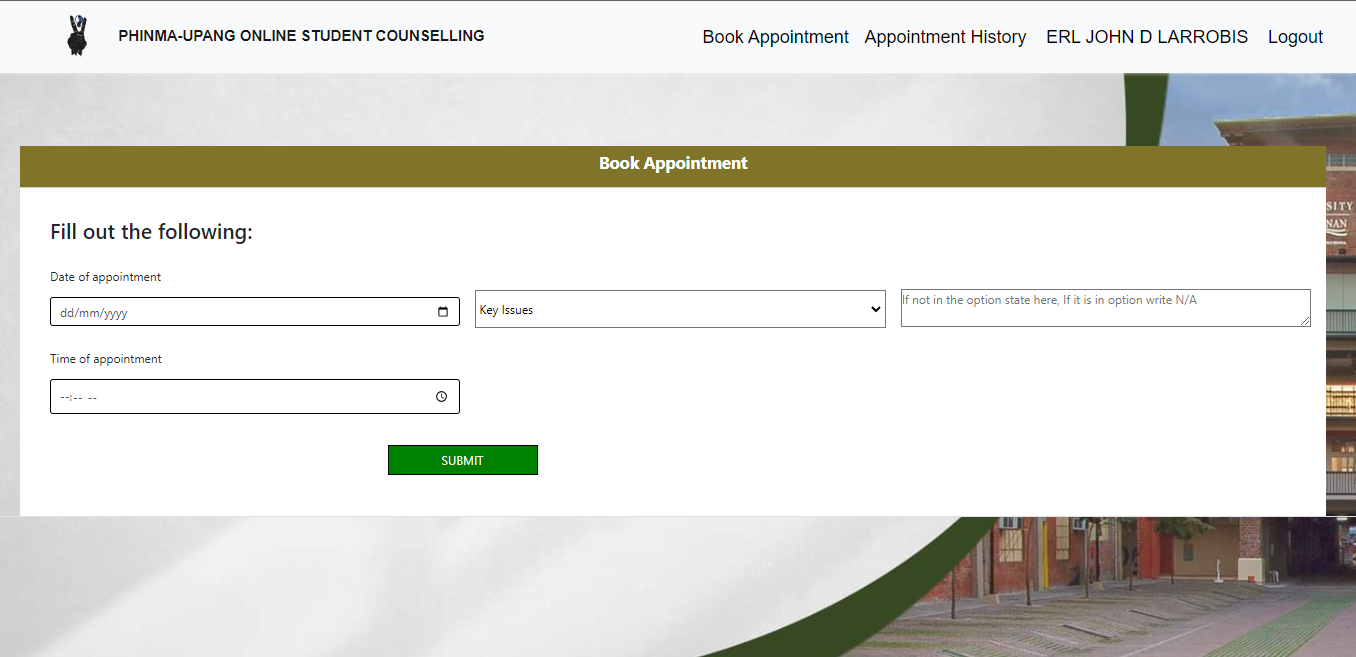 PHINMA-UPANG ONLINE STUDENT COUNSELLING
Book Appointment Appointment History ERL JOHN D LARROBIS Logout
Book Appointment
Fill out the following:
Date of appointment
dd/mm/yyyy
Key Issues
If not in the option state here, If it is in option write N/A
Time of appointment
--:-- --
SUBMIT
SITY
NAN